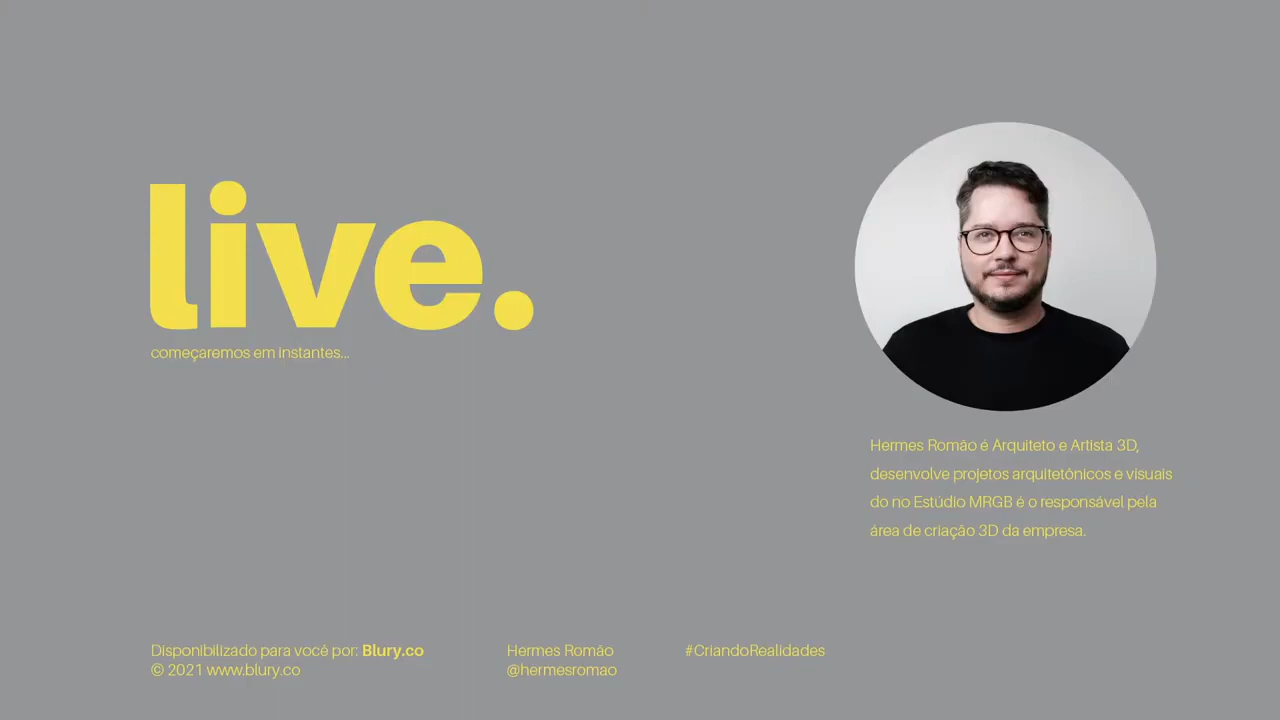 live.
começaremos em instantes...
Hermes Romão é Arquiteto e Artista 3D,
desenvolve projetos arquitetônicos e visuais
do no Estúdio MRGB é o responsável pela
área de criação 3D da empresa.
Disponibilizado para você por: Blury.co
© 2021 www.blury.co
Hermes Romão
@hermesromao
#CriandoRealidades